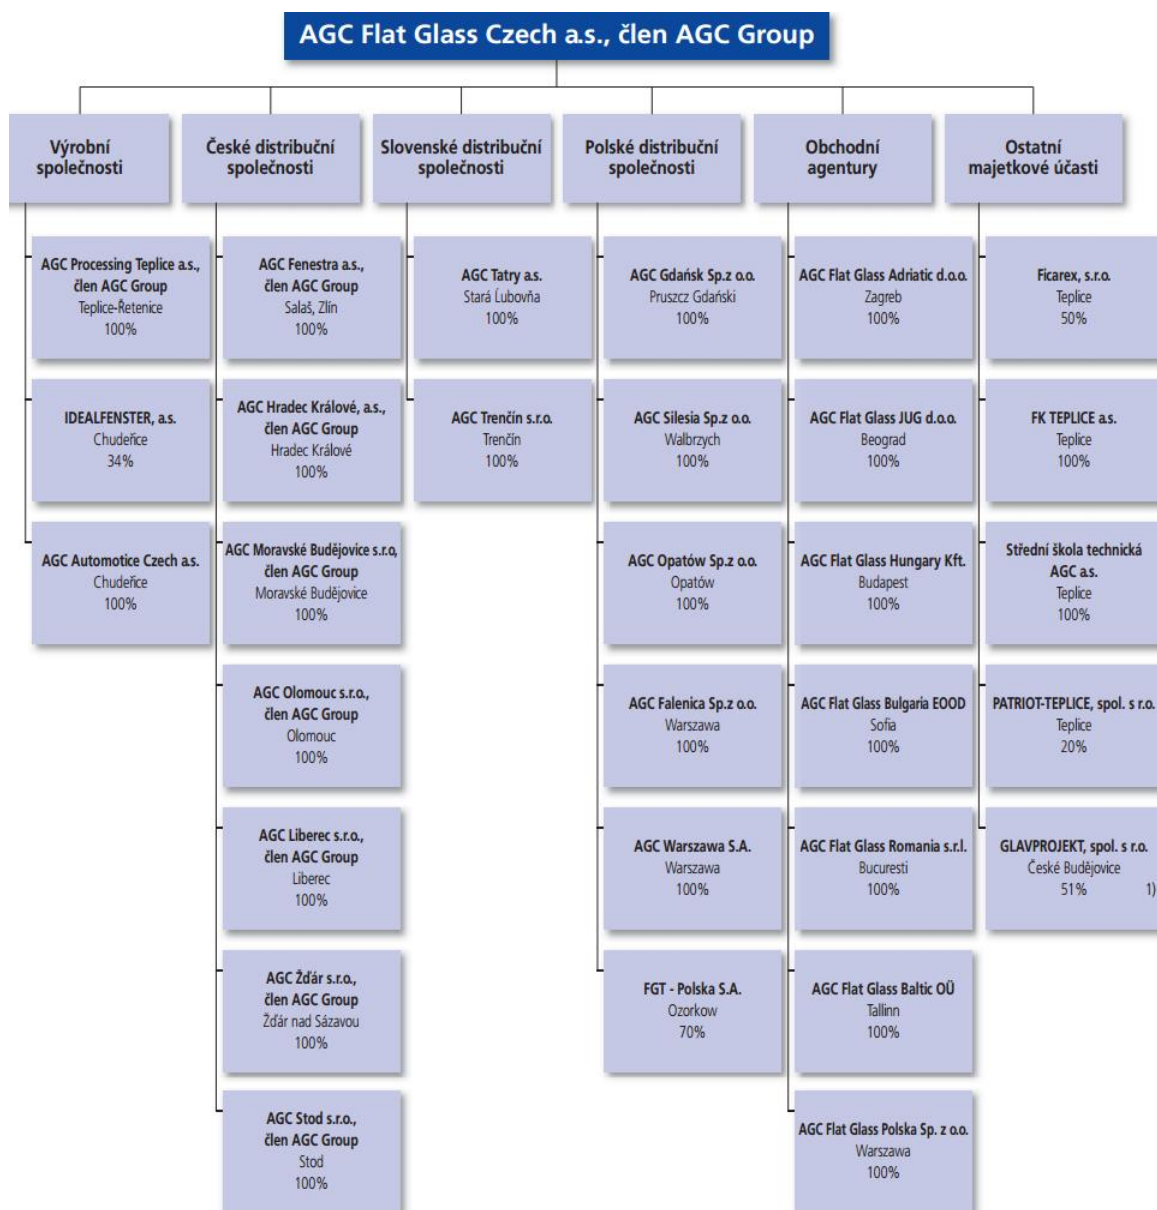 AGC Flat Glass Czech a.s., člen AGC Group
Výrobní
společnosti
České distribuční
společnosti
Slovenské distribuční
společnosti
Polské distribuční
společnosti
Obchodní
agentury
Ostatní
majetkové účasti
AGC Processing Teplice a.s.,
člen AGC Group
Teplice-Řetenice
100%
IDEALFENSTER, a.s.
Chudeřice
34%
AGC Automotice Czech a.s.
Chudeřice
100%
AGC Fenestra a.s.,
člen AGC Group
Salaš, Zlín
100%
AGC Hradec Králové, a.s.,
člen AGC Group
Hradec Králové
100%
AGC Moravské Budějovice s.r.o,
člen AGC Group
Moravské Budějovice
100%
AGC Olomouc s.r.o.,
člen AGC Group
Olomouc
100%
AGC Liberec s.r.o.,
člen AGC Group
Liberec
100%
AGC Žďár s.r.o.,
člen AGC Group
Žďár nad Sázavou
100%
AGC Stod s.r.o.,
člen AGC Group
Stod
100%
AGC Tatry a.s.
Stará Ĺubovňa
100%
AGC Trenčín s.r.o.
Trenčín
100%
AGC Gdańsk Sp.z o.o.
Pruszcz Gdański
100%
AGC Silesia Sp.z o.o.
Walbrzych
100%
AGC Opatów Sp.z o.o.
Opatów
100%
AGC Falenica Sp.z o.o.
Warszawa
100%
AGC Warszawa S.A.
Warszawa
100%
FGT - Polska S.A.
Ozorkow
70%
AGC Flat Glass Adriatic d.o.o.
Zagreb
100%
AGC Flat Glass JUG d.o.o.
Beograd
100%
AGC Flat Glass Hungary Kft.
Budapest
100%
AGC Flat Glass Bulgaria EOOD
Sofia
100%
AGC Flat Glass Romania s.r.l.
Bucuresti
100%
AGC Flat Glass Baltic OÜ
Tallinn
100%
AGC Flat Glass Polska Sp. z o.o.
Warszawa
100%
Ficarex, s.r.o.
Teplice
50%
FK TEPLICE a.s.
Teplice
100%
Střední škola technická
AGC a.s.
Teplice
100%
PATRIOT-TEPLICE, spol. s r.o.
Teplice
20%
GLAVPROJEKT, spol. s r.o.
České Budějovice
51% 1)